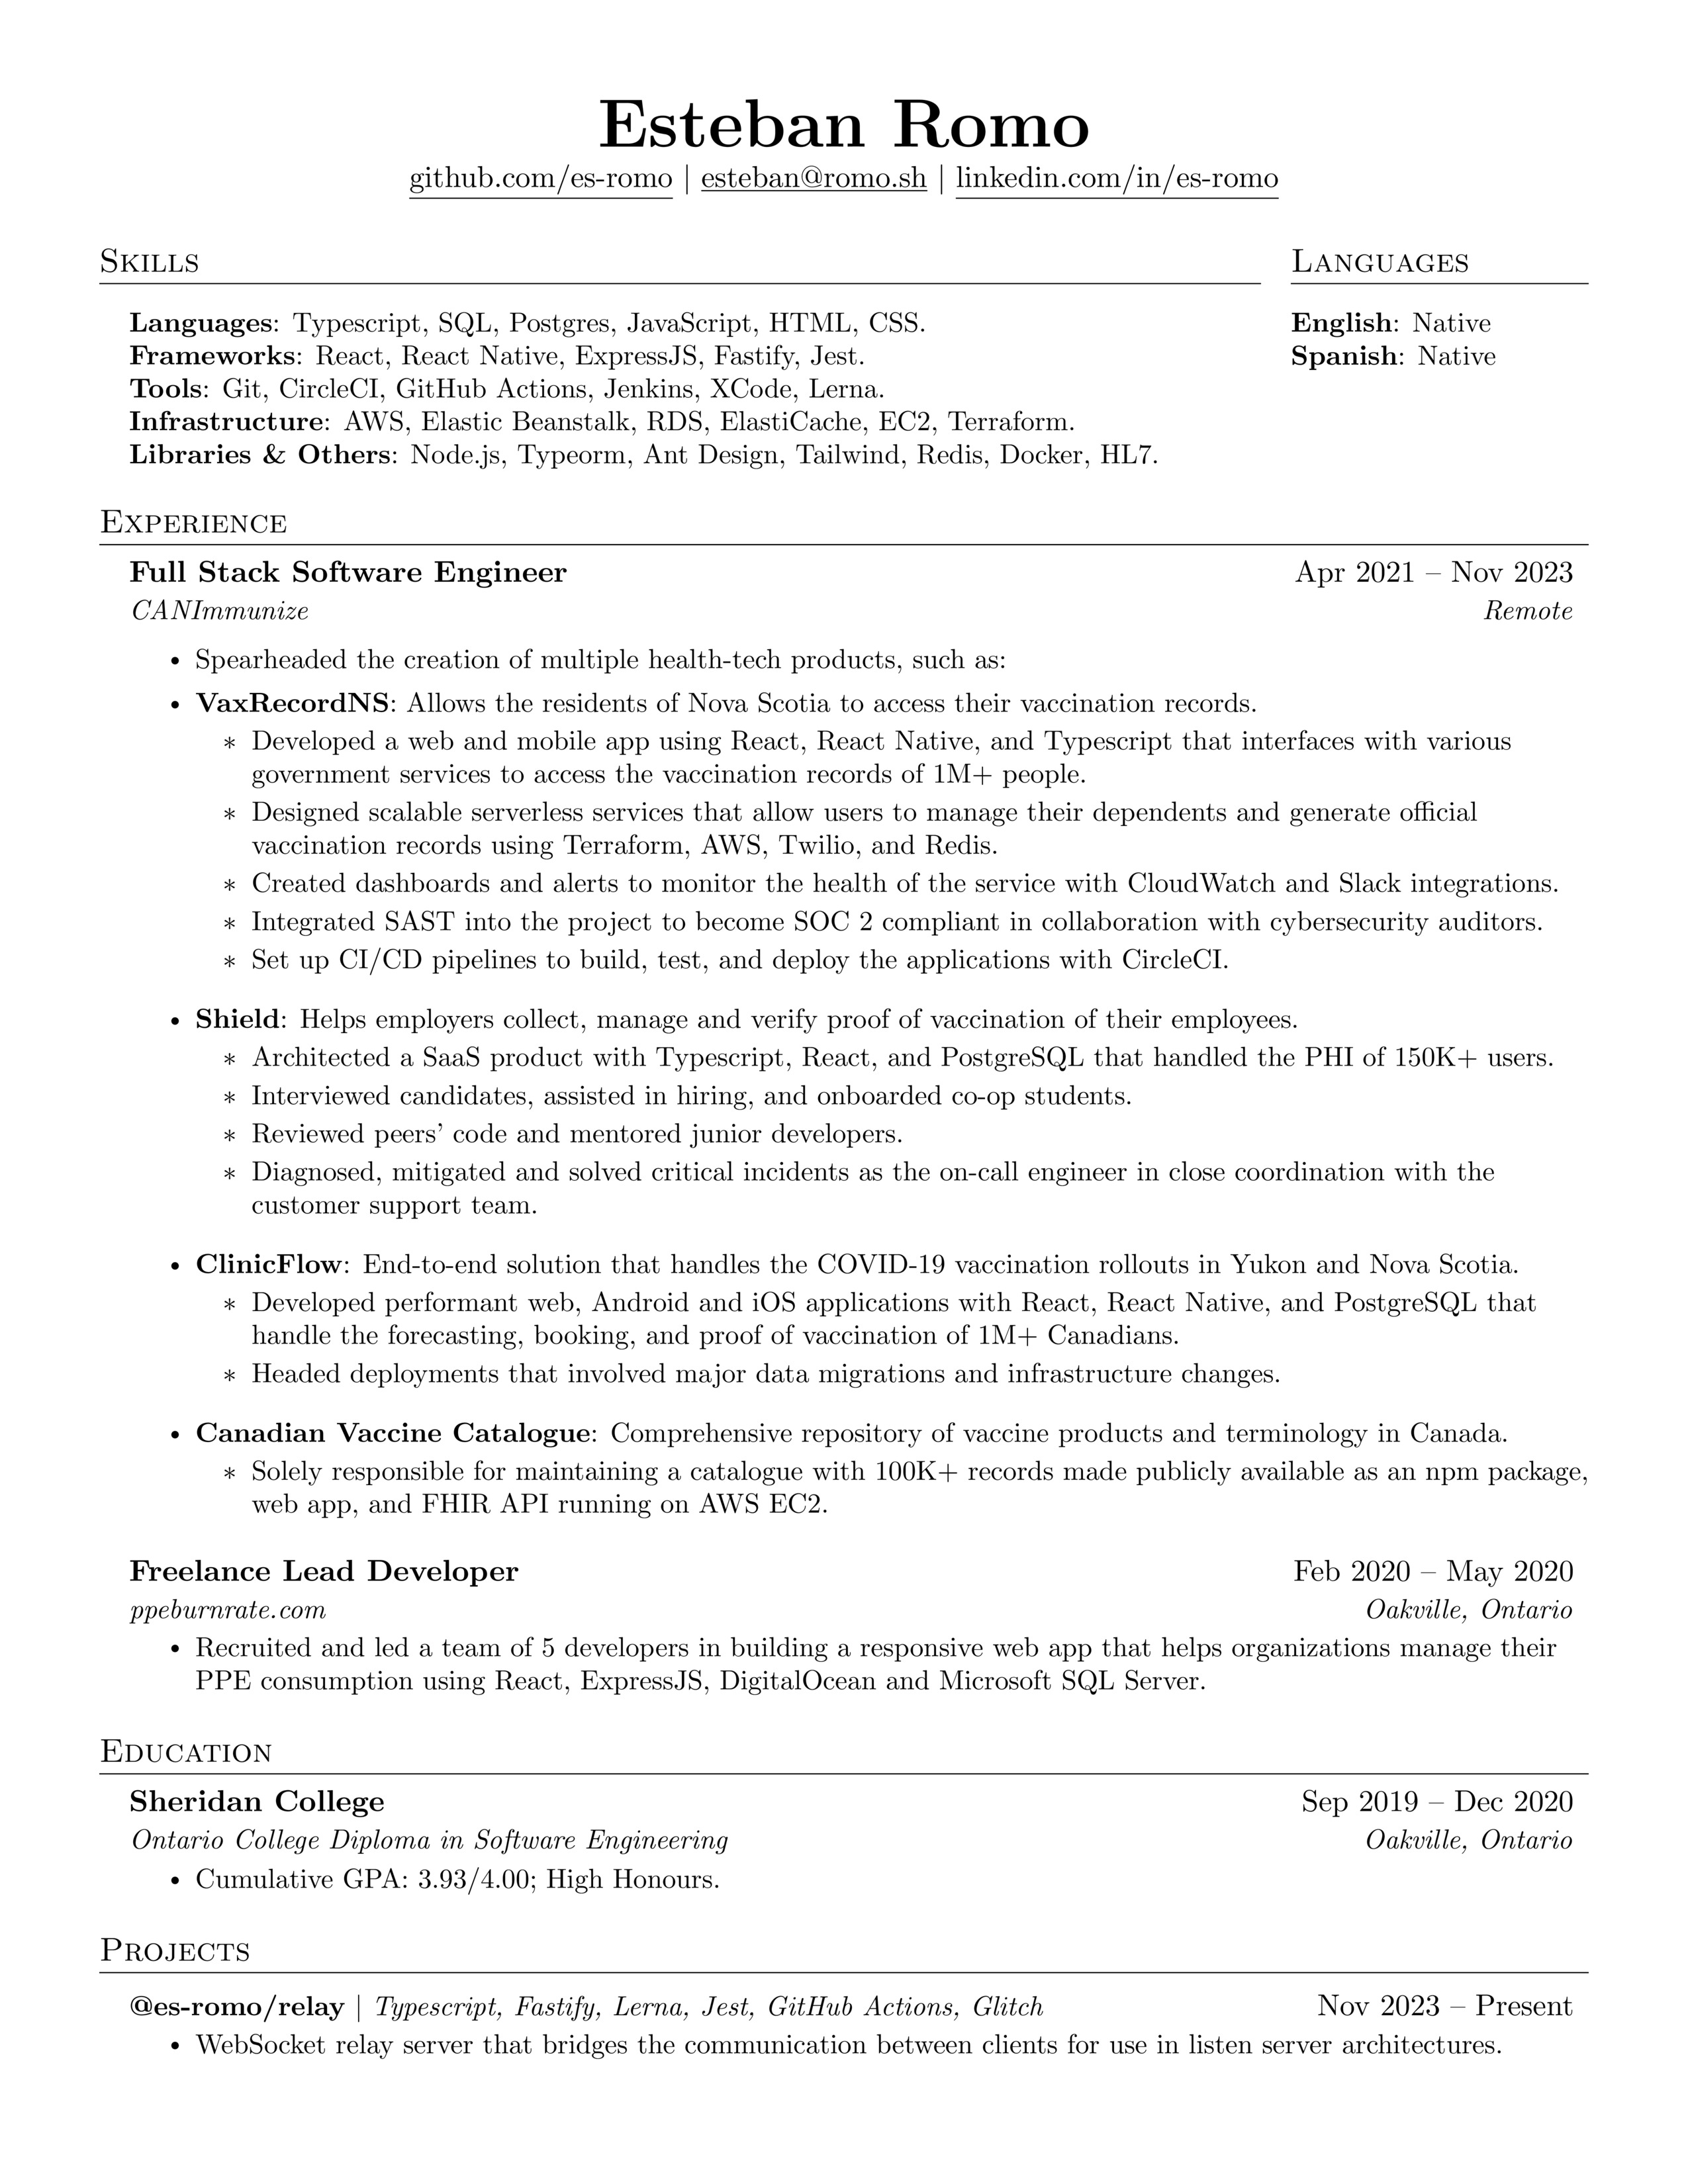 Esteban Romo
github.com/es-romo | esteban@romo.sh | linkedin.com/in/es-romo
Skills
Languages: Typescript, SQL, Postgres, JavaScript, HTML, CSS.
Frameworks: React, React Native, ExpressJS, Fastify, Jest.
Tools: Git, CircleCI, GitHub Actions, Jenkins, XCode, Lerna.
Infrastructure: AWS, Elastic Beanstalk, RDS, ElastiCache, EC2, Terraform.
Libraries & Others: Node.js, Typeorm, Ant Design, Tailwind, Redis, Docker, HL7.
Languages
English: Native
Spanish: Native
Experience
Full Stack Software Engineer Apr 2021 – Nov 2023
CANImmunize Remote
• Spearheaded the creation of multiple health-tech products, such as:
• VaxRecordNS: Allows the residents of Nova Scotia to access their vaccination records.
∗ Developed a web and mobile app using React, React Native, and Typescript that interfaces with various
government services to access the vaccination records of 1M+ people.
∗ Designed scalable serverless services that allow users to manage their dependents and generate official
vaccination records using Terraform, AWS, Twilio, and Redis.
∗ Created dashboards and alerts to monitor the health of the service with CloudWatch and Slack integrations.
∗ Integrated SAST into the project to become SOC 2 compliant in collaboration with cybersecurity auditors.
∗ Set up CI/CD pipelines to build, test, and deploy the applications with CircleCI.
• Shield: Helps employers collect, manage and verify proof of vaccination of their employees.
∗ Architected a SaaS product with Typescript, React, and PostgreSQL that handled the PHI of 150K+ users.
∗ Interviewed candidates, assisted in hiring, and onboarded co-op students.
∗ Reviewed peers' code and mentored junior developers.
∗ Diagnosed, mitigated and solved critical incidents as the on-call engineer in close coordination with the
customer support team.
• ClinicFlow: End-to-end solution that handles the COVID-19 vaccination rollouts in Yukon and Nova Scotia.
∗ Developed performant web, Android and iOS applications with React, React Native, and PostgreSQL that
handle the forecasting, booking, and proof of vaccination of 1M+ Canadians.
∗ Headed deployments that involved major data migrations and infrastructure changes.
• Canadian Vaccine Catalogue: Comprehensive repository of vaccine products and terminology in Canada.
∗ Solely responsible for maintaining a catalogue with 100K+ records made publicly available as an npm package,
web app, and FHIR API running on AWS EC2.
Freelance Lead Developer Feb 2020 – May 2020
ppeburnrate.com Oakville, Ontario
• Recruited and led a team of 5 developers in building a responsive web app that helps organizations manage their
PPE consumption using React, ExpressJS, DigitalOcean and Microsoft SQL Server.
Education
Sheridan College Sep 2019 – Dec 2020
Ontario College Diploma in Software Engineering Oakville, Ontario
• Cumulative GPA: 3.93/4.00; High Honours.
Projects
@es-romo/relay | Typescript, Fastify, Lerna, Jest, GitHub Actions, Glitch Nov 2023 – Present
• WebSocket relay server that bridges the communication between clients for use in listen server architectures.